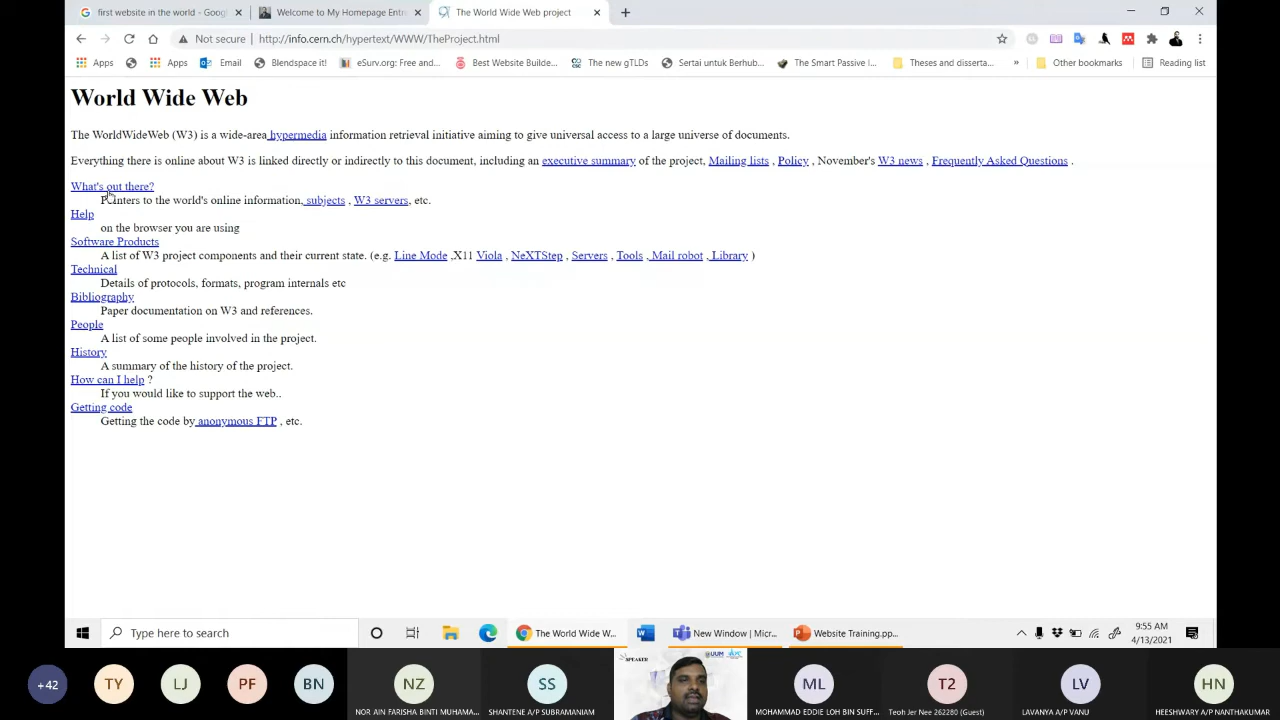 first website in the world - Goog
Welcome to My Homepage Entr
The World Wide Web project
Not secure
http://info.cern.ch/hypertext/WWW/TheProject.html
Apps
Apps
Email
Blendspace it!
eSurv.org: Free and...
Best Website Builde...
The new gTLDs
Sertai untuk Berhub...
The Smart Passive I...
Theses and disserta...
»
Other bookmarks
Reading list
World Wide Web
The WorldWideWeb (W3) is a wide-area hypermedia information retrieval initiative aiming to give universal access to a large universe of documents.
Everything there is online about W3 is linked directly or indirectly to this document, including an executive summary of the project, Mailing lists , Policy , November's W3 news , Frequently Asked Questions .
What's out there?
Pointers to the world's online information, subjects , W3 servers, etc.
Help
on the browser you are using
Software Products
A list of W3 project components and their current state. (e.g. Line Mode ,X11 Viola , NeXTStep , Servers , Tools , Mail robot , Library )
Technical
Details of protocols, formats, program internals etc
Bibliography
Paper documentation on W3 and references.
People
A list of some people involved in the project.
History
A summary of the history of the project.
How can I help ?
If you would like to support the web..
Getting code
Getting the code by anonymous FTP , etc.
Type here to search
The World Wide W...
New Window | Micr...
Website Training.pp...
9:55 AM
4/13/2021
+42
TY
LJ
PF
BN
NZ
NOR AIN FARISHA BINTI MUHAMA...
SS
SHANTENE A/P SUBRAMANIAM
SPEAKER
UUM
ML
MOHAMMAD EDDIE LOH BIN SUFF...
T2
Teoh Jer Nee 262280 (Guest)
LV
LAVANYA A/P VANU
HN
HEESHWARY A/P NANTHAKUMAR